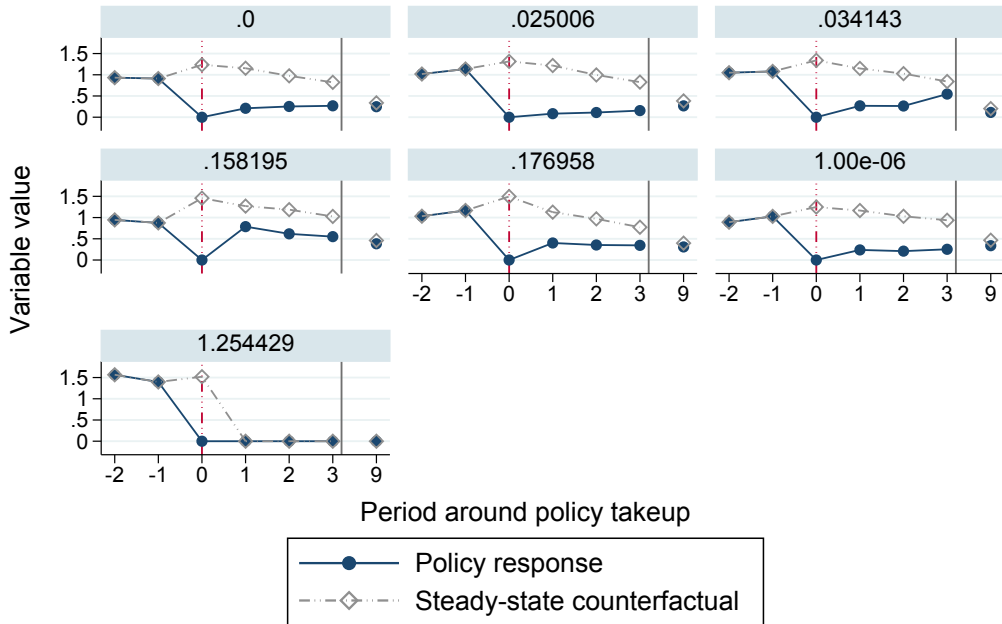 .0 .025006 .034143
1.5
1
.5
0
.158195 .176958 1.00e-06
1.5
1
.5
0
-2 -1 0 1 2 3 9 -2 -1 0 1 2 3 9
1.254429
1.5
1
.5
0
-2 -1 0 1 2 3 9
Variable value
Period around policy takeup
Policy response
Steady-state counterfactual